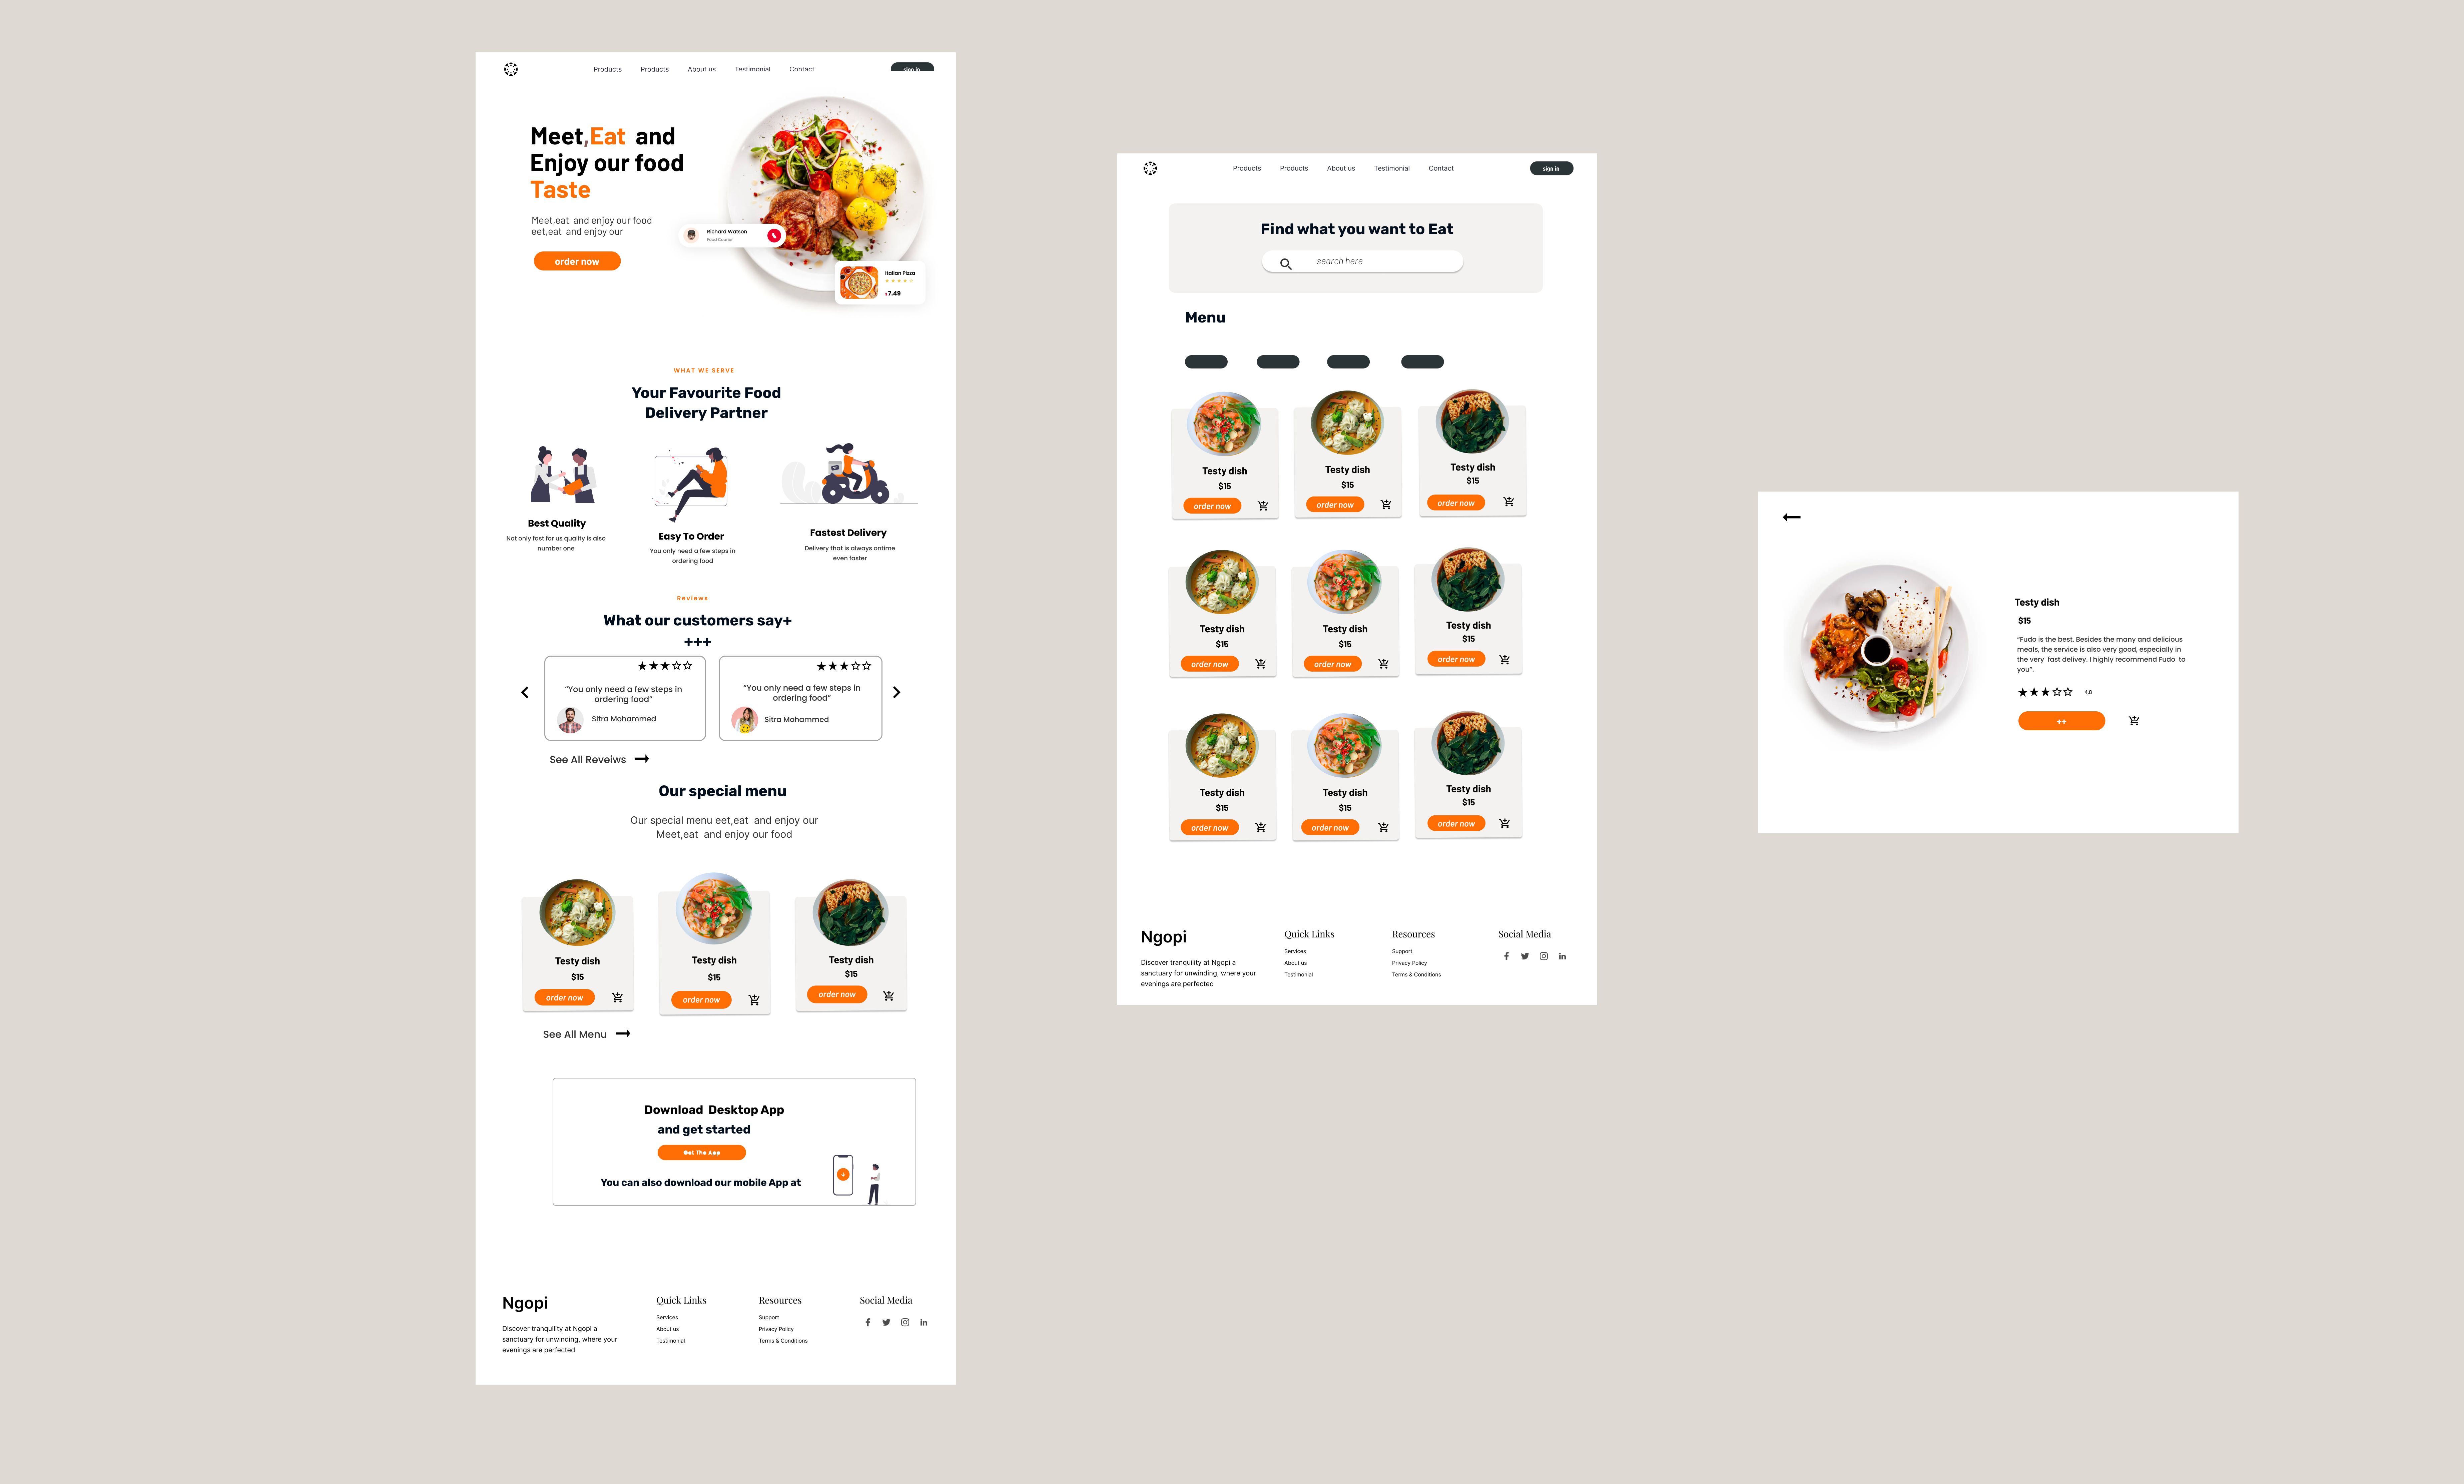 Products Products About us Testimonial Contact sign in
Meet,Eat and
Enjoy our food
Taste
Meet,eat and enjoy our food
eet,eat and enjoy our
order now
Richard Watson
Food Courier
Italian Pizza
$7.49
WHAT WE SERVE
Your Favourite Food
Delivery Partner
Best Quality
Not only fast for us quality is also
number one
Easy To Order
You only need a few steps in
ordering food
Fastest Delivery
Delivery that is always ontime
even faster
Reviews
What our customers say+
+++
“You only need a few steps in
ordering food”
Sitra Mohammed
“You only need a few steps in
ordering food”
Sitra Mohammed
See All Reveiws
Our special menu
Our special menu eet,eat and enjoy our
Meet,eat and enjoy our food
Testy dish
$15
order now
Testy dish
$15
order now
Testy dish
$15
order now
See All Menu
Download Desktop App
and get started
Get The App
You can also download our mobile App at
Ngopi
Discover tranquility at Ngopi a
sanctuary for unwinding, where your
evenings are perfected
Quick Links
Services
About us
Testimonial
Resources
Support
Privacy Policy
Terms & Conditions
Social Media
Products Products About us Testimonial Contact sign in
Find what you want to Eat
search here
Menu
Testy dish
$15
order now
Testy dish
$15
order now
Testy dish
$15
order now
Testy dish
$15
order now
Testy dish
$15
order now
Testy dish
$15
order now
Testy dish
$15
order now
Testy dish
$15
order now
Testy dish
$15
order now
Ngopi
Discover tranquility at Ngopi a
sanctuary for unwinding, where your
evenings are perfected
Quick Links
Services
About us
Testimonial
Resources
Support
Privacy Policy
Terms & Conditions
Social Media
Testy dish
$15
“Fudo is the best. Besides the many and delicious
meals, the service is also very good, especially in
the very fast delivey. I highly recommend Fudo to
you”.
4,8
++